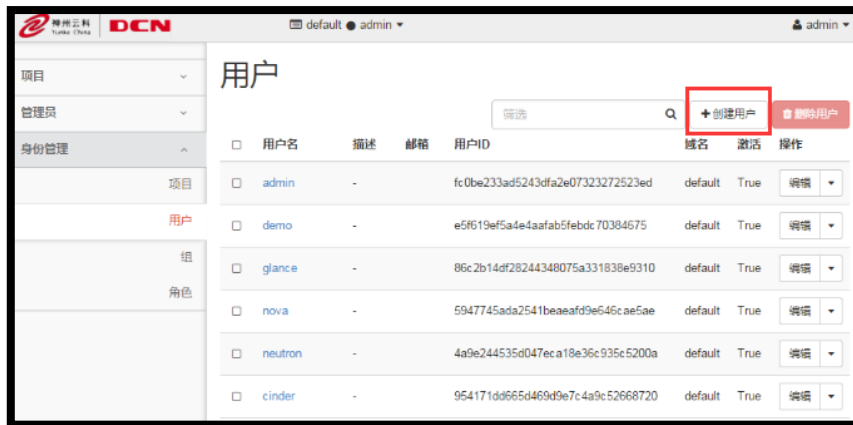 神州云科 Yunke China DCN default admin admin
项目
管理员
身份管理
项目
用户
组
角色
用户
筛选 创建用户 删除用户
用户名 描述 邮箱 用户ID 域名 激活 操作
admin - fc0be233ad5243dfa2e07323272523ed default True 编辑
demo - e5f619ef5a4e4aafab5febdc70384675 default True 编辑
glance - 86c2b14df28244348075a331838e9310 default True 编辑
nova - 5947745ada2541beaeafd9e646cae5ae default True 编辑
neutron - 4a9e244535d047eca18e36c935c5200a default True 编辑
cinder - 954171dd665d469d9e7c4a9c52668720 default True 编辑